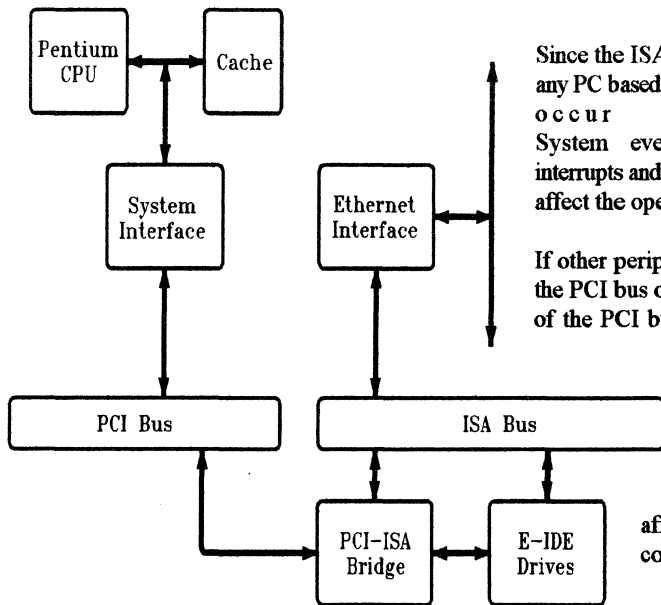 Pentium
CPU
Cache
System
Interface
Ethernet
Interface
PCI Bus
ISA Bus
PCI-ISA
Bridge
E-IDE
Drives
Since the ISA
any PC based
occur
System eve
interrupts and
affect the ope
If other perip
the PCI bus o
of the PCI bu
aff
co